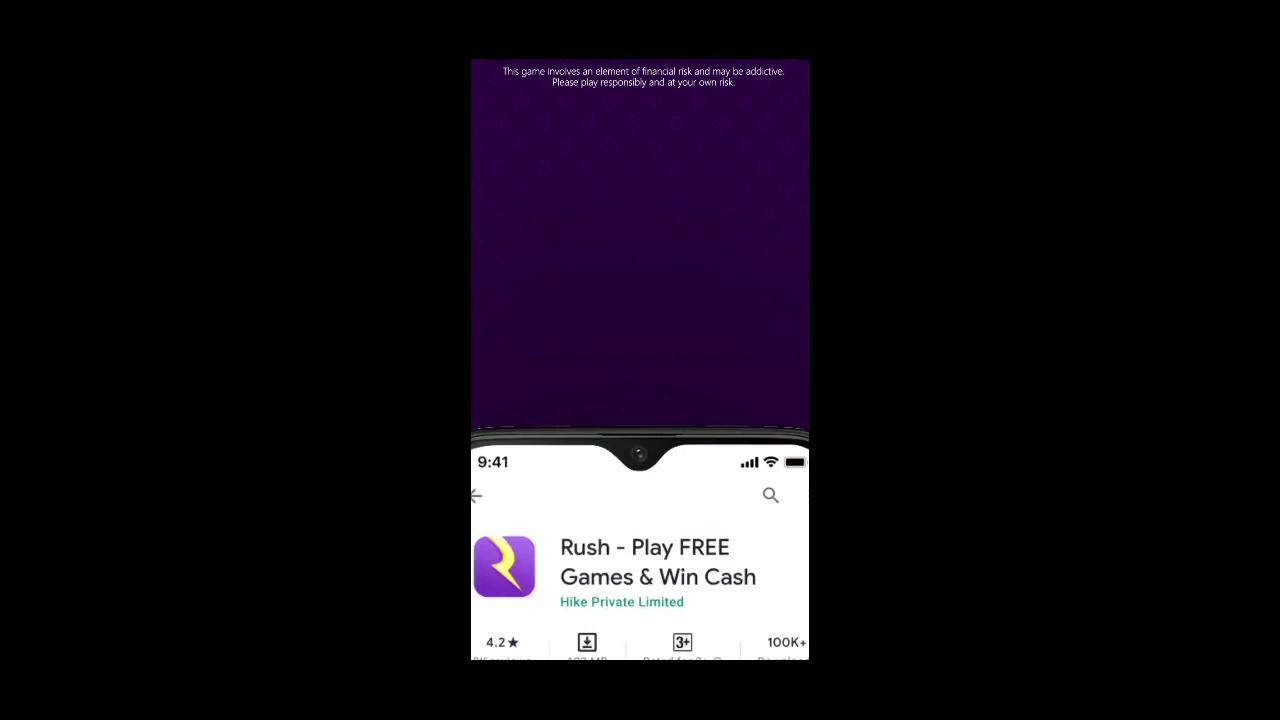 This game involves an element of financial risk and may be addictive.
Please play responsibly and at your own risk.
9:41
Rush - Play FREE
Games & Win Cash
Hike Private Limited
4.2★ 3+ 100K+